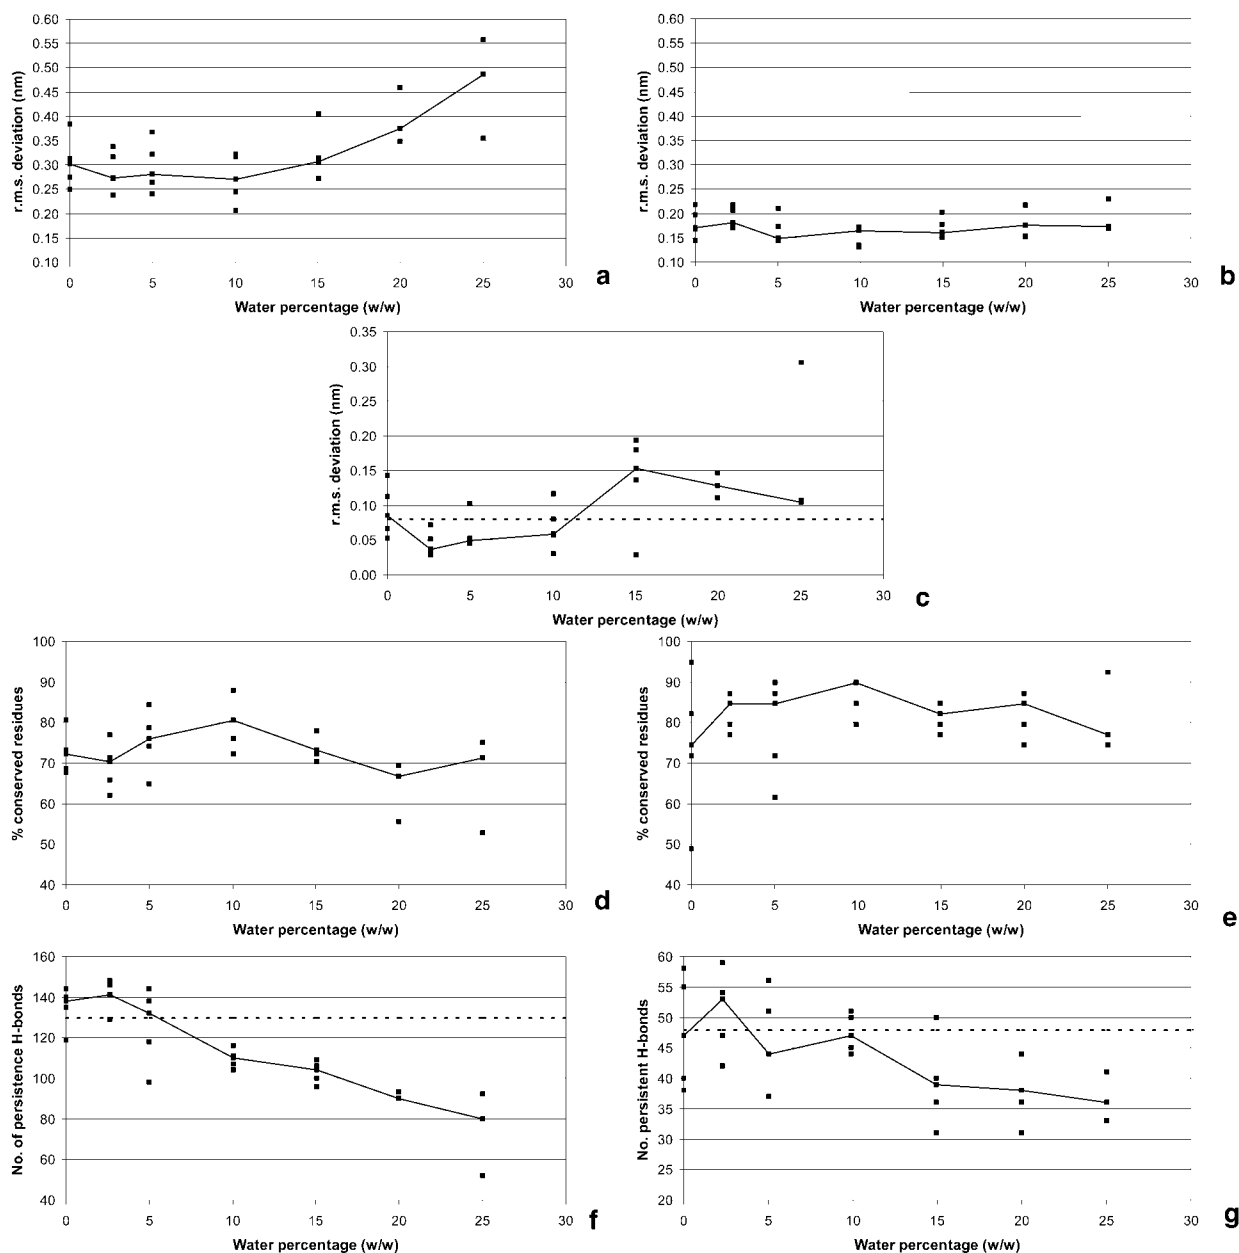 0.60
0.55
0.50
0.45
0.40
0.35
0.30
0.25
0.20
0.15
0.10
r.m.s. deviation (nm)
0 5 10 15 20 25 30
Water percentage (w/w)
a
0.60
0.55
0.50
0.45
0.40
0.35
0.30
0.25
0.20
0.15
0.10
r.m.s. deviation (nm)
0 5 10 15 20 25 30
Water percentage (w/w)
b
0.35
0.30
0.25
0.20
0.15
0.10
0.05
0.00
r.m.s. deviation (nm)
0 5 10 15 20 25 30
Water percentage (w/w)
c
100
90
80
70
60
50
40
% conserved residues
0 5 10 15 20 25 30
Water percentage (w/w)
d
100
90
80
70
60
50
40
% conserved residues
0 5 10 15 20 25 30
Water percentage (w/w)
e
160
140
120
100
80
60
40
No. of persistence H-bonds
0 5 10 15 20 25 30
Water percentage (w/w)
f
60
55
50
45
40
35
30
25
20
No. persistent H-bonds
0 5 10 15 20 25 30
Water percentage (w/w)
g